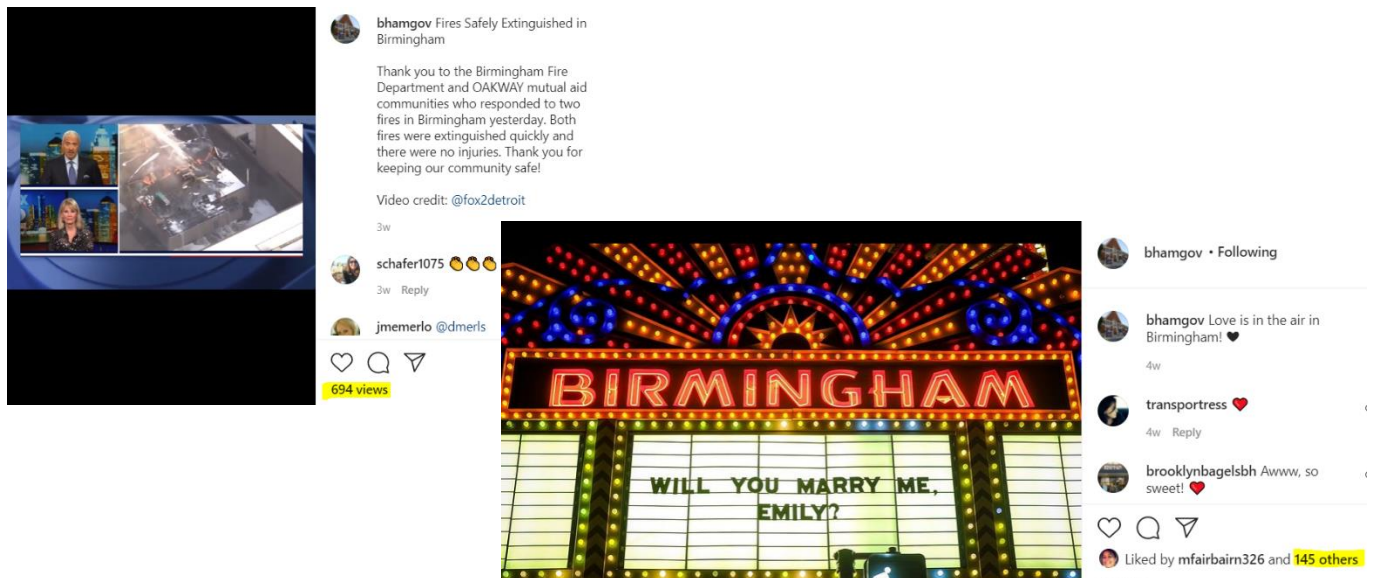 bhamgov Fires Safely Extinguished in
Birmingham
Thank you to the Birmingham Fire
Department and OAKWAY mutual aid
communities who responded to two
fires in Birmingham yesterday. Both
fires were extinguished quickly and
there were no injuries. Thank you for
keeping our community safe!
Video credit: @fox2detroit
3w
schafer1075 👏👏👏
3w Reply
jmemerlo @dmerls
694 views
BIRMINGHAM
WILL YOU MARRY ME,
EMILY?
bhamgov • Following
bhamgov Love is in the air in
Birmingham! 🖤
4w
transportress ❤️
4w Reply
brooklynbagelsbh Awww, so
sweet! ❤️
Liked by mfairbairn326 and 145 others